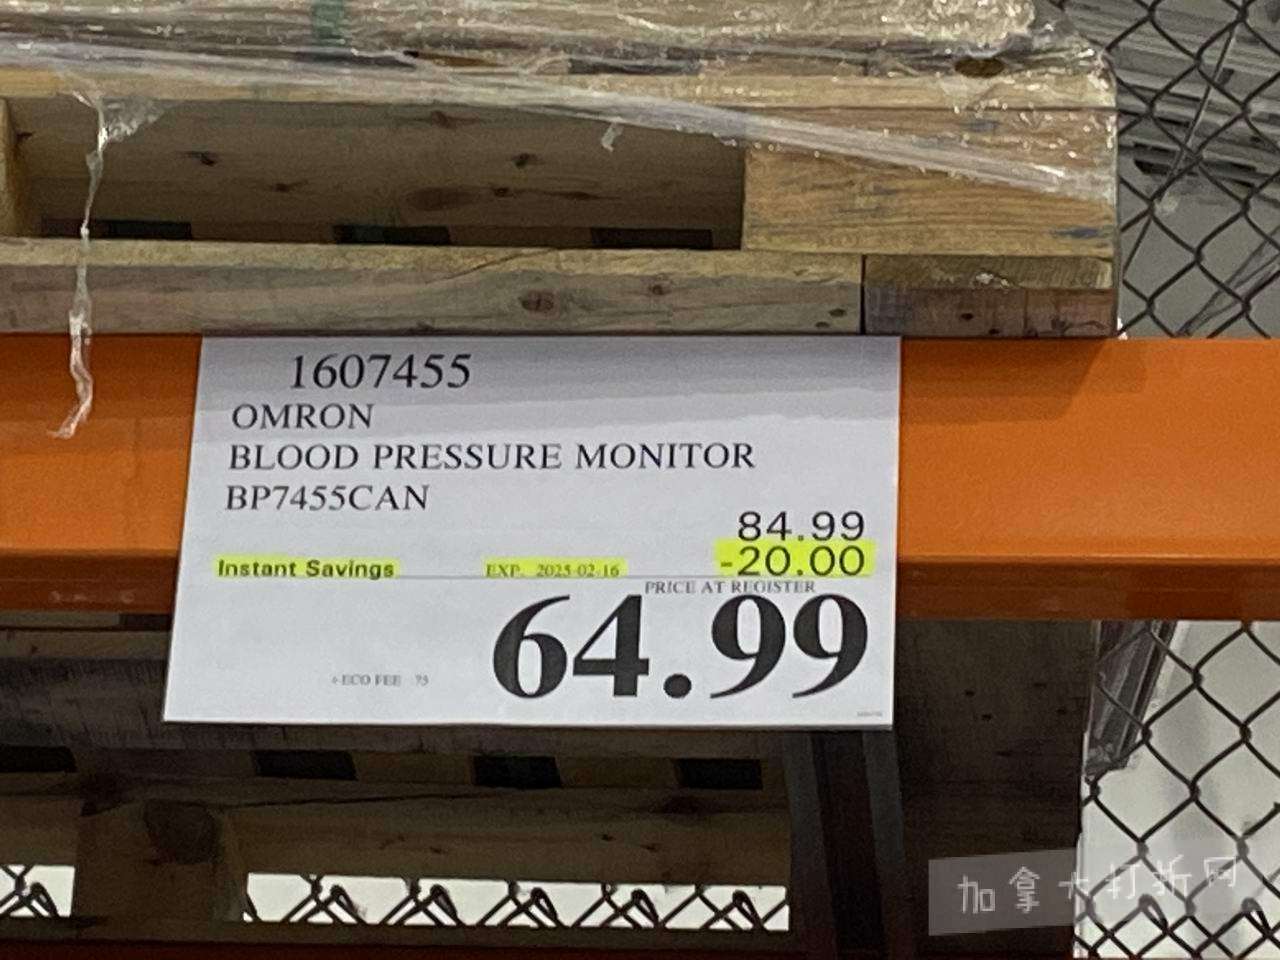 1607455
OMRON
BLOOD PRESSURE MONITOR
BP7455CAN
84.99
Instant Savings EXP. 2025-02-16 -20.00
PRICE AT REGISTER
64.99
+ECO FEE .75
加拿大打折网